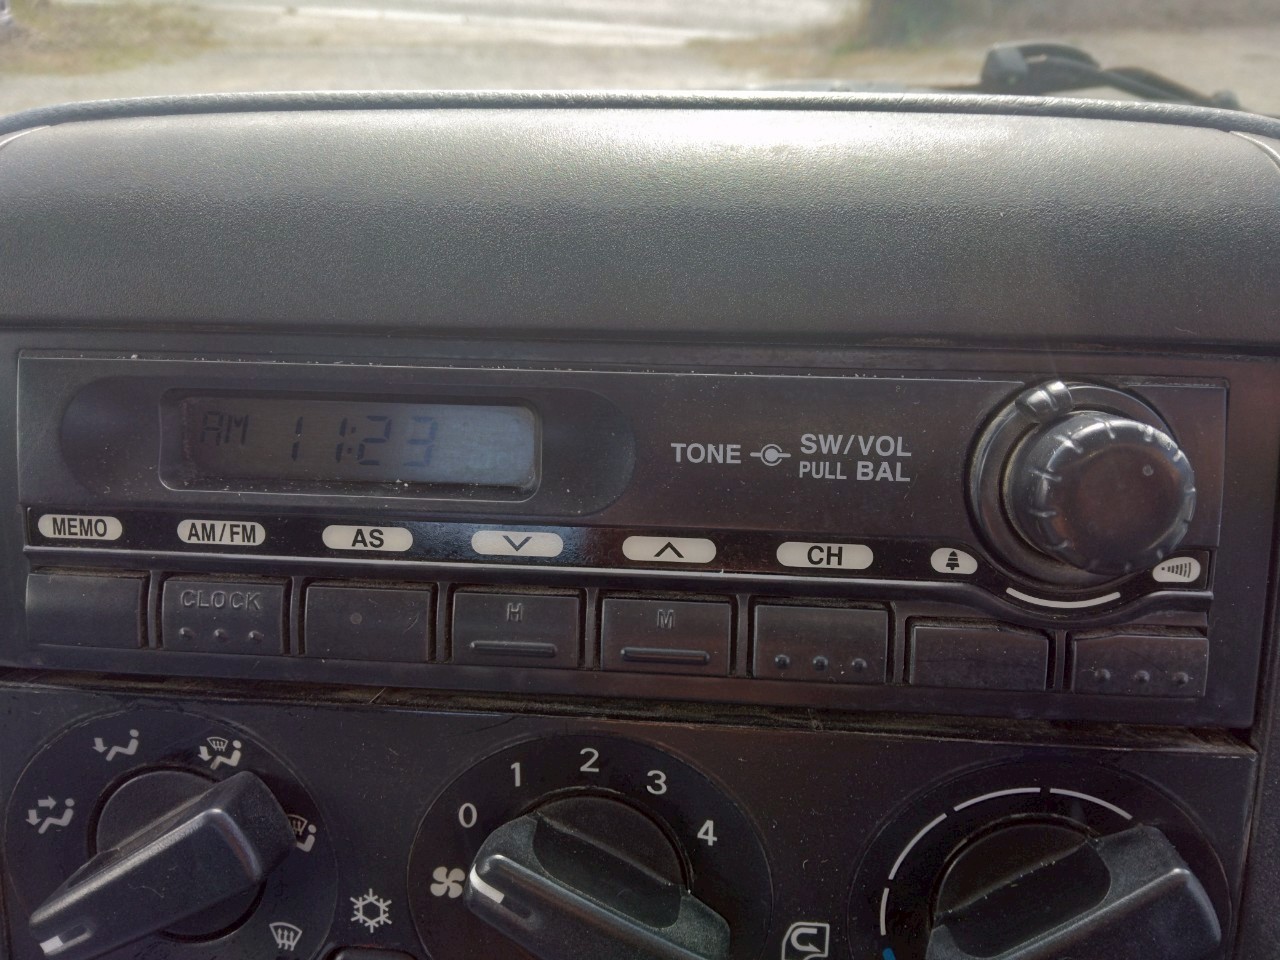 AM 11:23
TONE SW/VOL
PULL BAL
MEMO AM/FM AS CH
CLOCK H M
0 1 2 3 4